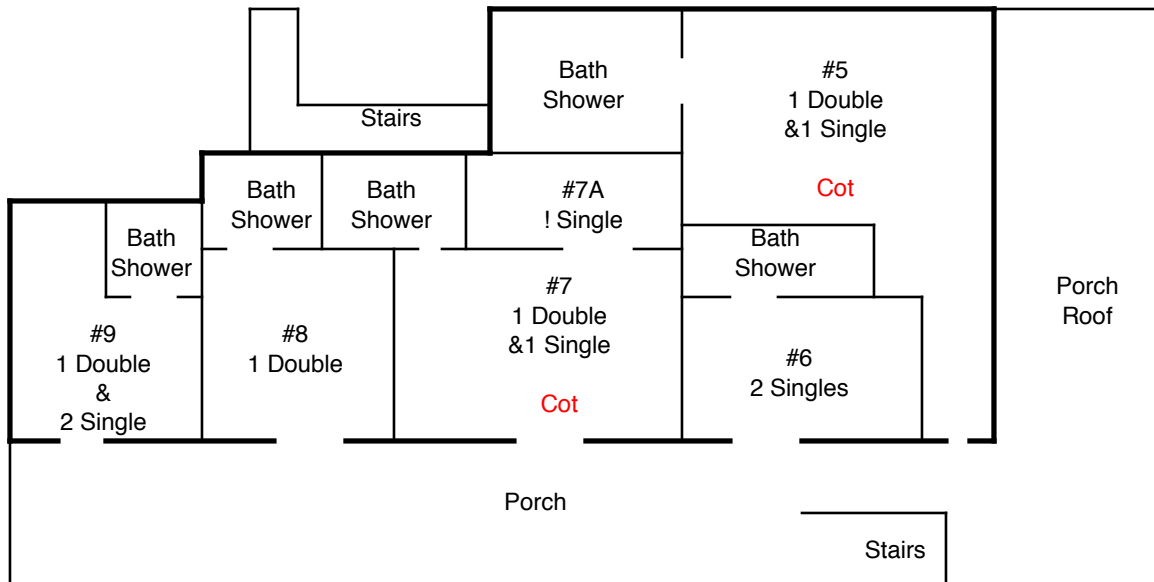 Bath
Shower
#5
1 Double
&1 Single
Cot
Stairs
Bath
Shower
Bath
Shower
#7A
! Single
Bath
Shower
Bath
Shower
#9
1 Double
&
2 Single
#8
1 Double
#7
1 Double
&1 Single
Cot
#6
2 Singles
Porch
Roof
Porch
Stairs